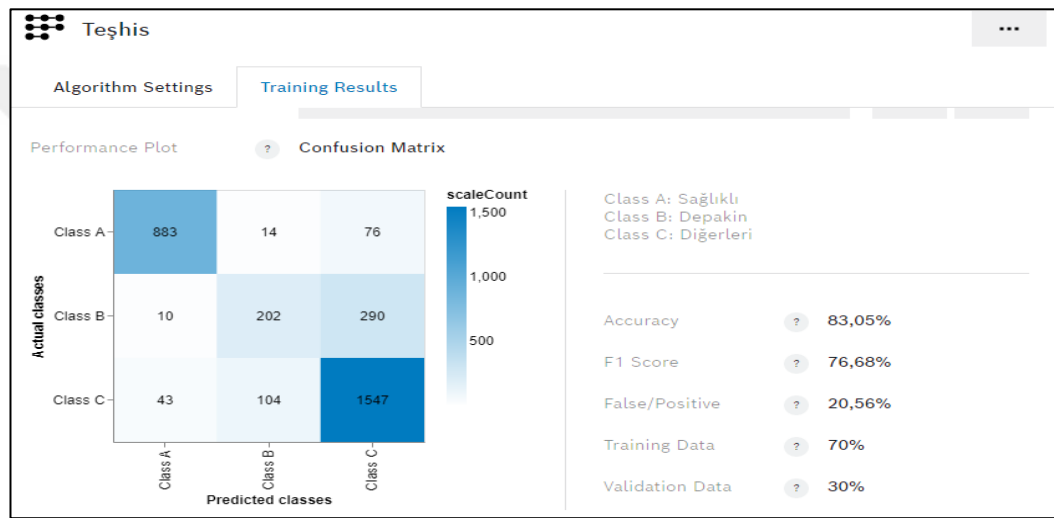 Teşhis
...
Algorithm Settings
Training Results
Performance Plot ? Confusion Matrix
scaleCount
1,500
1,000
500
Actual classes
Class A 883 14 76
Class B 10 202 290
Class C 43 104 1547
Class A Class B Class C
Predicted classes
Class A: Sağlıklı
Class B: Depakin
Class C: Diğerleri
Accuracy ? 83,05%
F1 Score ? 76,68%
False/Positive ? 20,56%
Training Data ? 70%
Validation Data ? 30%